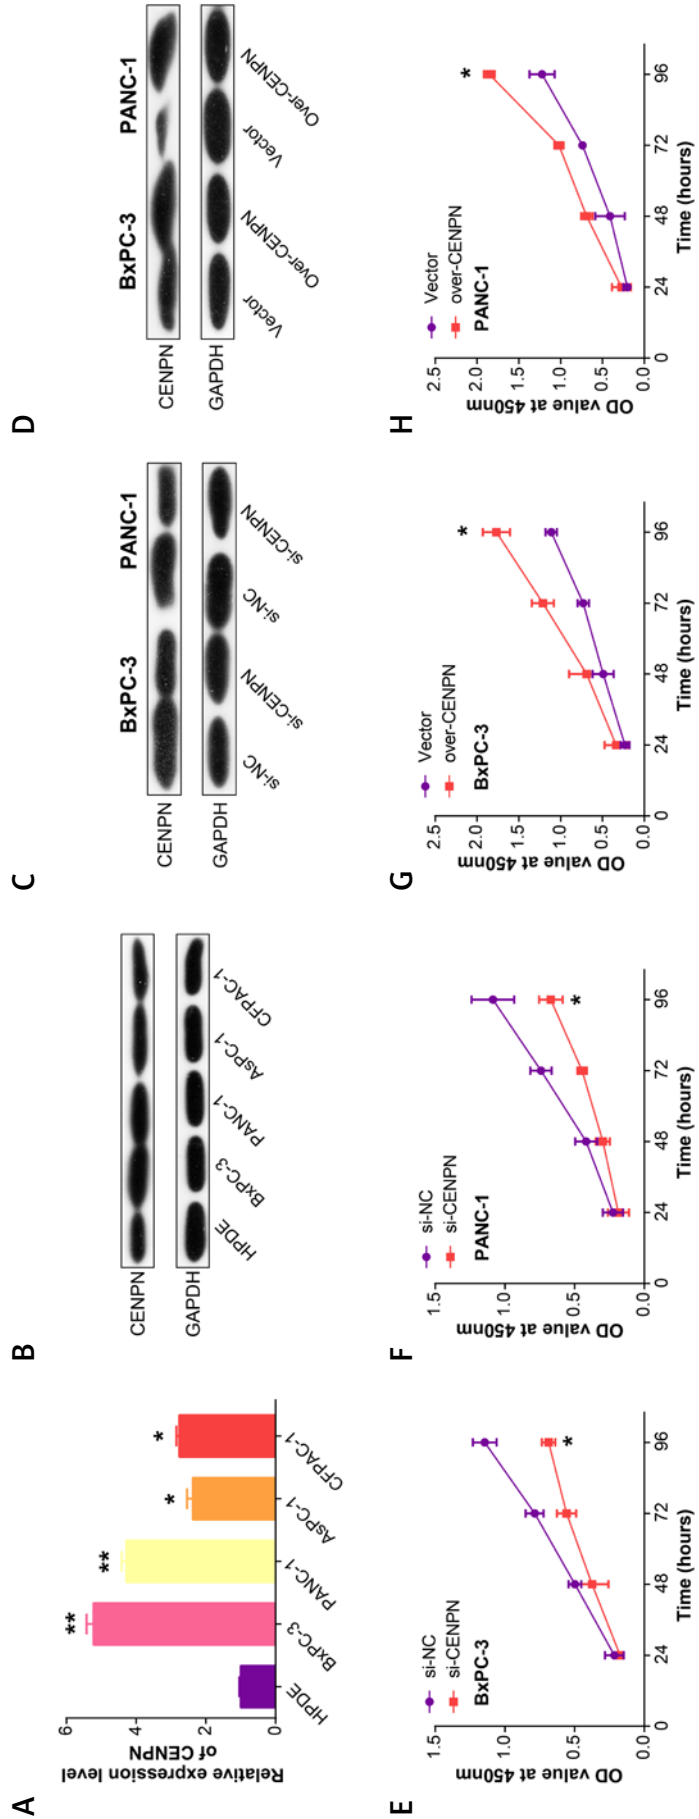 A
Relative expression level
of CENPN
6
4
2
0
HPDE
BxPC-3
PANC-1
AsPC-1
CFPAC-1
**
**
*
*
B
CENPN
GAPDH
HPDE
BxPC-3
PANC-1
AsPC-1
CFPAC-1
C
BxPC-3 PANC-1
CENPN
GAPDH
si-NC
si-CENPN
si-NC
si-CENPN
D
BxPC-3 PANC-1
CENPN
GAPDH
Vector
Over-CENPN
Vector
Over-CENPN
E
OD value at 450nm
1.5
1.0
0.5
0.0
si-NC
si-CENPN
BxPC-3
*
0 24 48 72 96
Time (hours)
F
OD value at 450nm
1.5
1.0
0.5
0.0
si-NC
si-CENPN
PANC-1
*
0 24 48 72 96
Time (hours)
G
OD value at 450nm
2.5
2.0
1.5
1.0
0.5
0.0
Vector
over-CENPN
BxPC-3
*
0 24 48 72 96
Time (hours)
H
OD value at 450nm
2.5
2.0
1.5
1.0
0.5
0.0
Vector
over-CENPN
PANC-1
*
0 24 48 72 96
Time (hours)